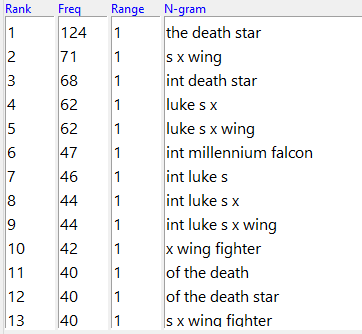 Rank Freq Range N-gram
1 124 1 the death star
2 71 1 s x wing
3 68 1 int death star
4 62 1 luke s x
5 62 1 luke s x wing
6 47 1 int millennium falcon
7 46 1 int luke s
8 44 1 int luke s x
9 44 1 int luke s x wing
10 42 1 x wing fighter
11 40 1 of the death
12 40 1 of the death star
13 40 1 s x wing fighter